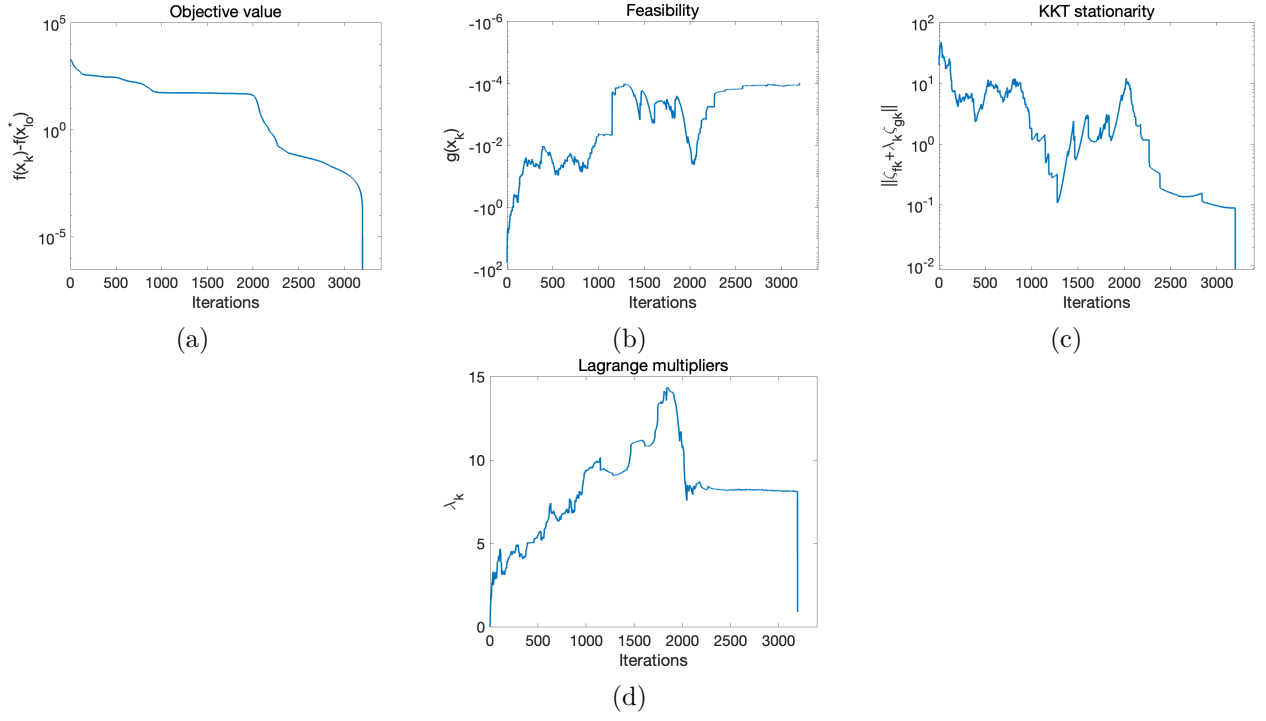 Objective value
10^5
10^0
10^-5
f(x_k)-f(x_lo^*)
0 500 1000 1500 2000 2500 3000
Iterations
(a)
Feasibility
-10^-6
-10^-4
-10^-2
-10^0
-10^2
g(x_k)
0 500 1000 1500 2000 2500 3000
Iterations
(b)
KKT stationarity
10^2
10^1
10^0
10^-1
10^-2
||ζ_fk+λ_kζ_gk||
0 500 1000 1500 2000 2500 3000
Iterations
(c)
Lagrange multipliers
15
10
5
0
λ_k
0 500 1000 1500 2000 2500 3000
Iterations
(d)